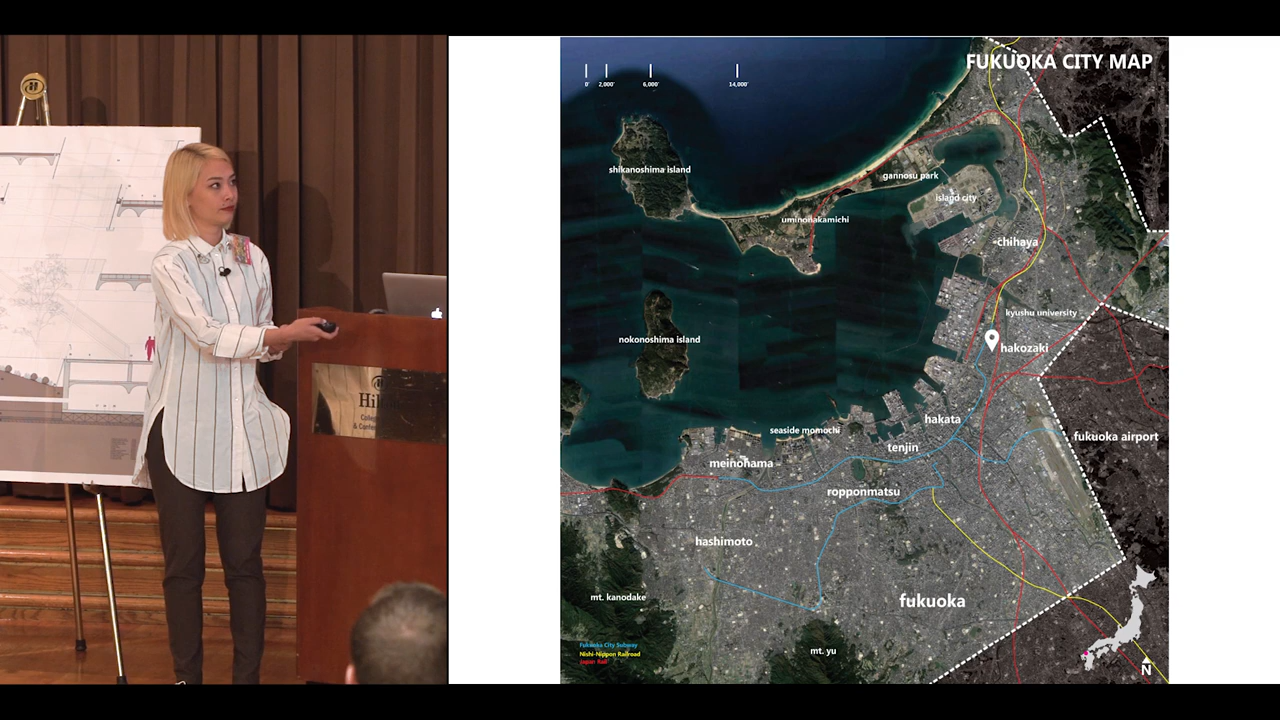 FUKUOKA CITY MAP
0' 2,000' 6,000' 14,000'
shikanoshima island
gannosu park
island city
uminonakamichi
chihaya
kyushu university
nokonoshima island
hakozaki
hakata
seaside momochi
tenjin
fukuoka airport
meinohama
ropponmatsu
hashimoto
mt. kanodake
fukuoka
mt. yu
Fukuoka City Subway
Nishi-Nippon Railroad
Japan Rail
N